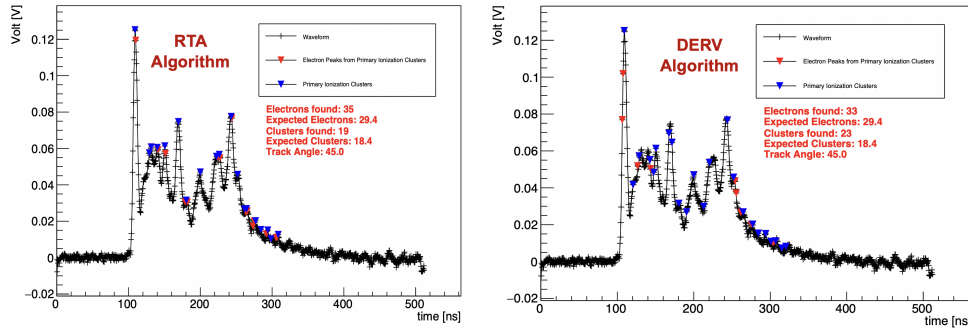 Volt [V]
0.12
0.1
0.08
0.06
0.04
0.02
0
−0.02
0
100
200
300
400
500
time [ns]
RTA
Algorithm
Waveform
Electron Peaks from Primary Ionization Clusters
Primary Ionization Clusters
Electrons found: 35
Expected Electrons: 29.4
Clusters found: 19
Expected Clusters: 18.4
Track Angle: 45.0
Volt [V]
0.12
0.1
0.08
0.06
0.04
0.02
0
−0.02
0
100
200
300
400
500
time [ns]
DERV
Algorithm
Waveform
Electron Peaks from Primary Ionization Clusters
Primary Ionization Clusters
Electrons found: 33
Expected Electrons: 29.4
Clusters found: 23
Expected Clusters: 18.4
Track Angle: 45.0